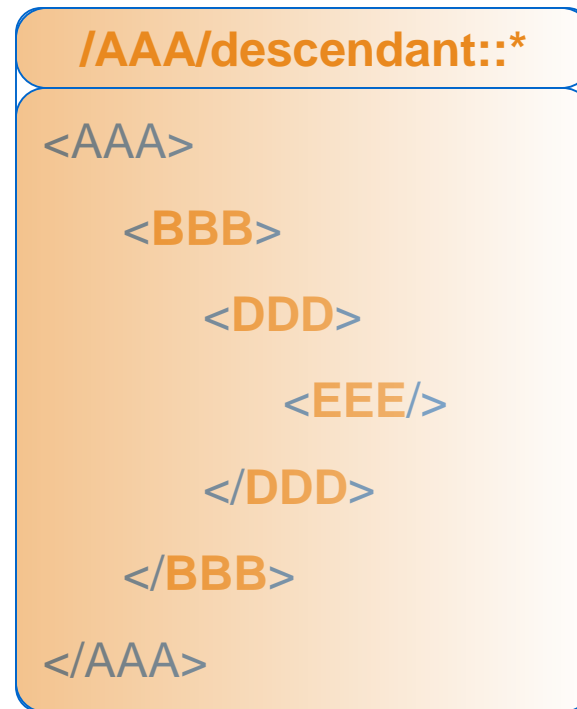 /AAA/descendant::*
<AAA>
<BBB>
<DDD>
<EEE/>
</DDD>
</BBB>
</AAA>